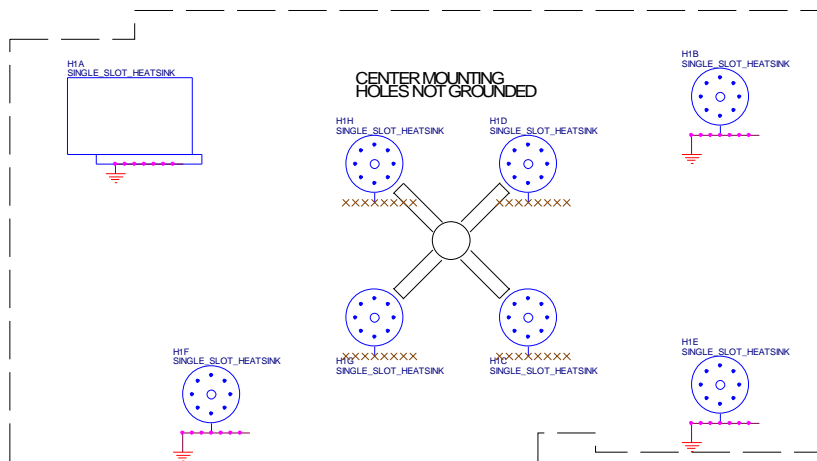 H1A
SINGLE_SLOT_HEATSINK
CENTER MOUNTING
HOLES NOT GROUNDED
H1B
SINGLE_SLOT_HEATSINK
H1H
SINGLE_SLOT_HEATSINK
H1D
SINGLE_SLOT_HEATSINK
H1F
SINGLE_SLOT_HEATSINK
H1G
SINGLE_SLOT_HEATSINK
H1C
SINGLE_SLOT_HEATSINK
H1E
SINGLE_SLOT_HEATSINK